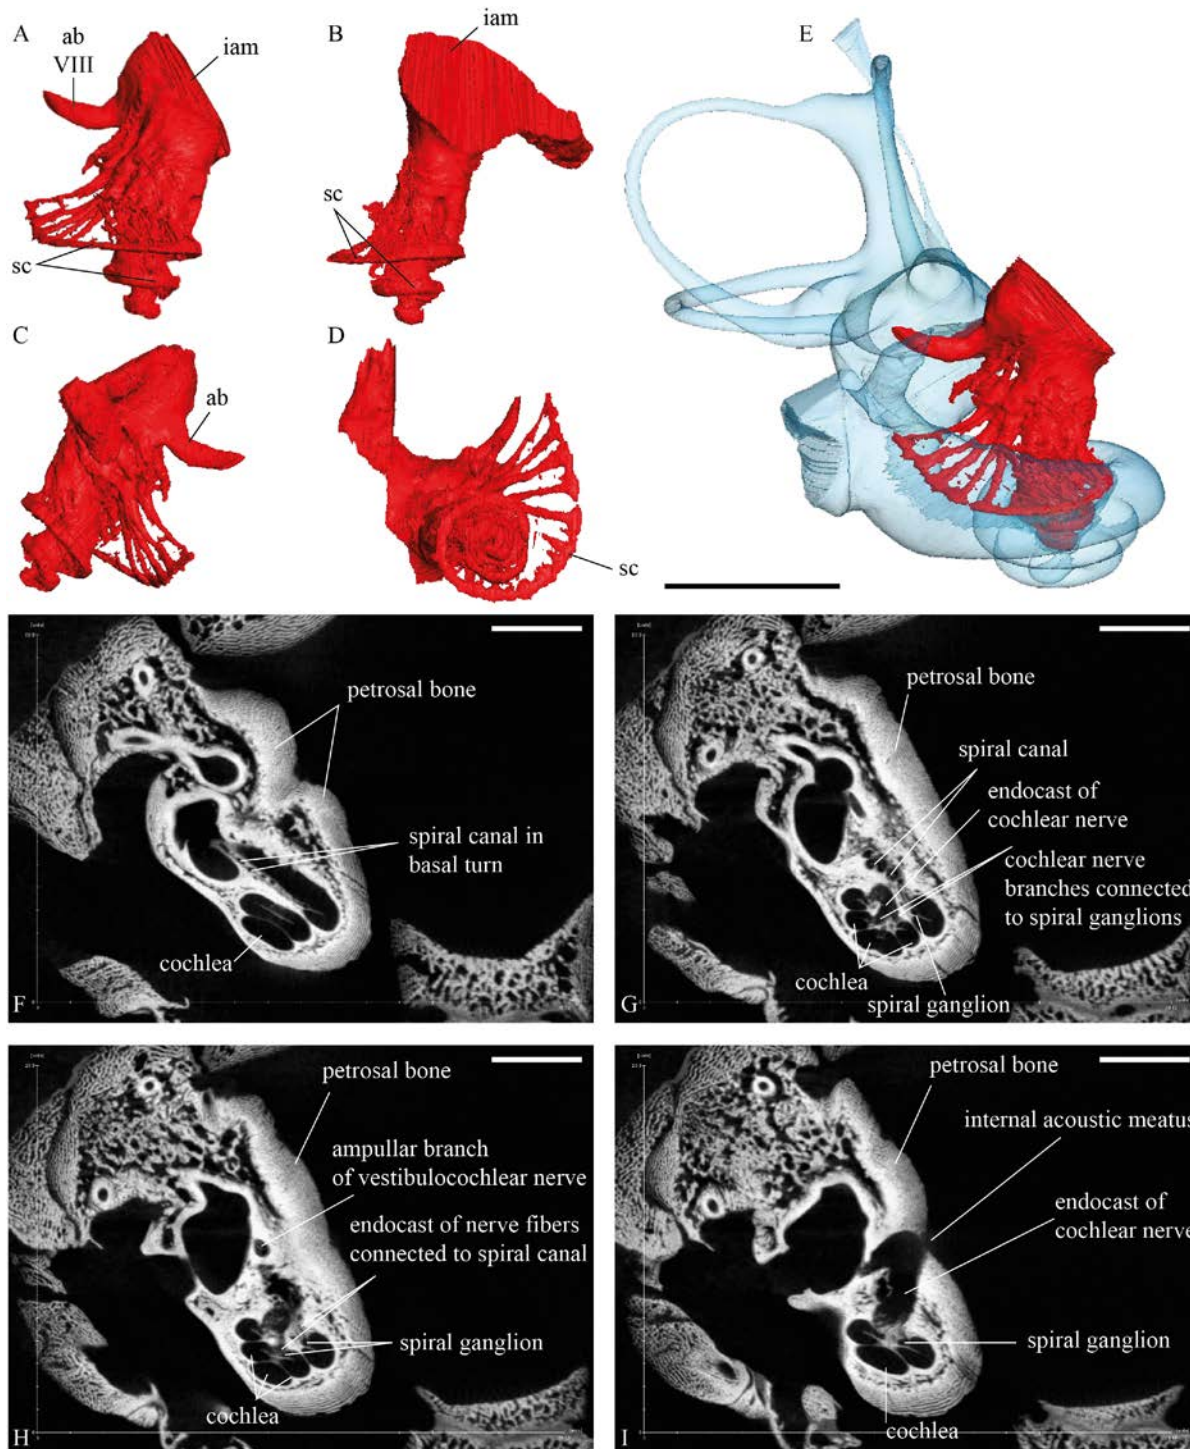 A
ab
VIII
iam
sc
B
iam
sc
C
ab
D
sc
E
petrosal bone
spiral canal in
basal turn
cochlea
F
petrosal bone
spiral canal
endocast of
cochlear nerve
cochlear nerve
branches connected
to spiral ganglions
cochlea
spiral ganglion
G
petrosal bone
ampullar branch
of vestibulocochlear nerve
endocast of nerve fibers
connected to spiral canal
spiral ganglion
cochlea
H
petrosal bone
internal acoustic meatus
endocast of
cochlear nerve
spiral ganglion
cochlea
I